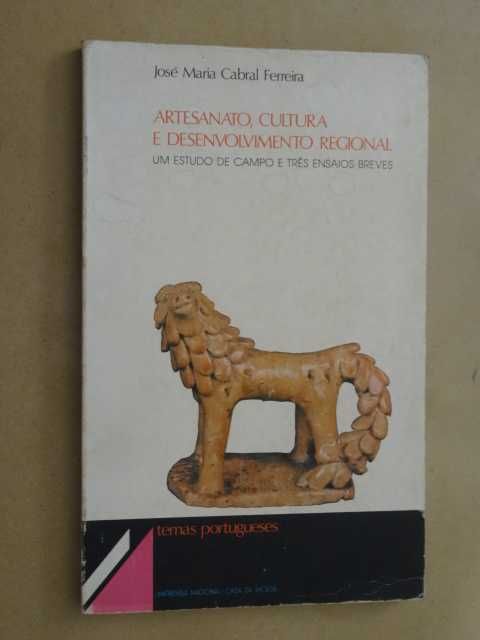 José Maria Cabral Ferreira
ARTESANATO, CULTURA
E DESENVOLVIMENTO REGIONAL
UM ESTUDO DE CAMPO E TRÊS ENSAIOS BREVES
temas portugueses
IMPRENSA NACIONAL - CASA DA MOEDA